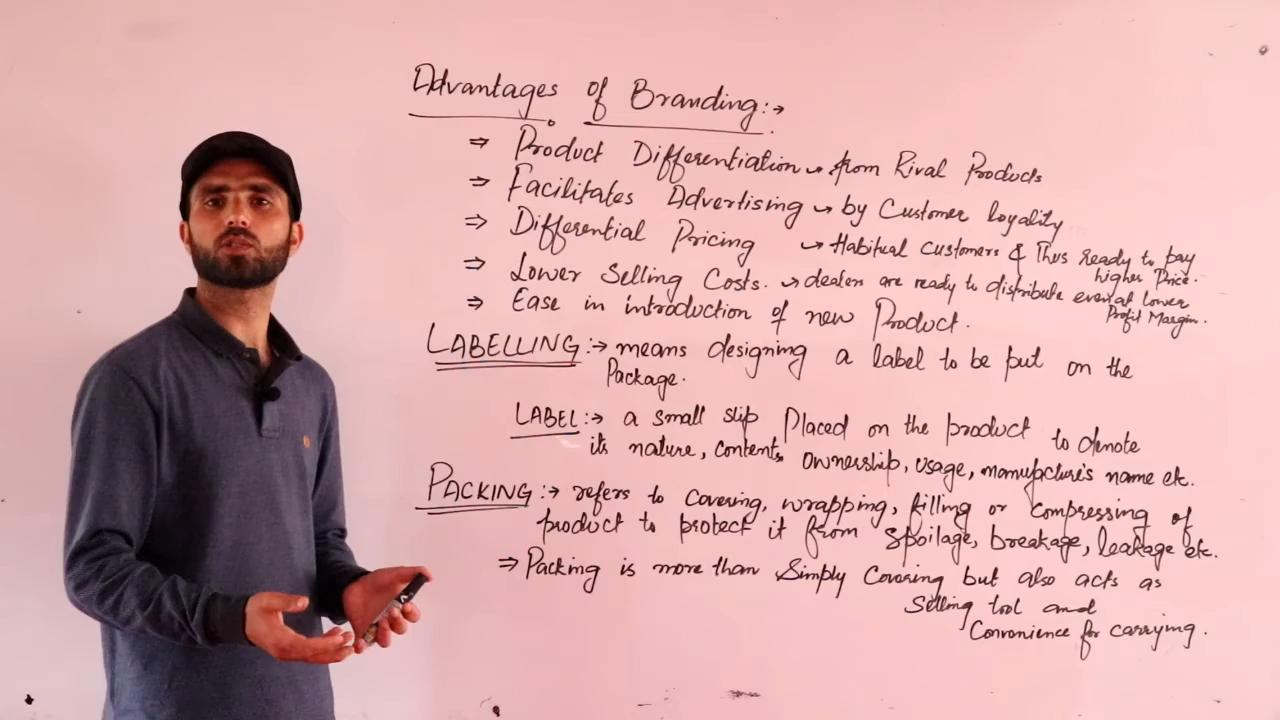 Advantages of Branding:→
⇒ Product Differentiation → from Rival Products
⇒ Facilitates Advertising → by Customer loyality
⇒ Differential Pricing → Habitual customers & Thus ready to pay
higher Price.
⇒ Lower Selling Costs. → dealers are ready to distribute even at lower
Profit Margin.
⇒ Ease in introduction of new Product.
LABELLING:→ means designing a label to be put on the
Package.
LABEL:→ a small slip Placed on the product to denote
its nature, contents, ownership, usage, manufacture's name etc.
PACKING:→ refers to covering, wrapping, filling or compressing of
product to protect it from spoilage, breakage, leakage etc.
⇒ Packing is more than Simply Covering but also acts as
Selling tool and
Convenience for carrying.